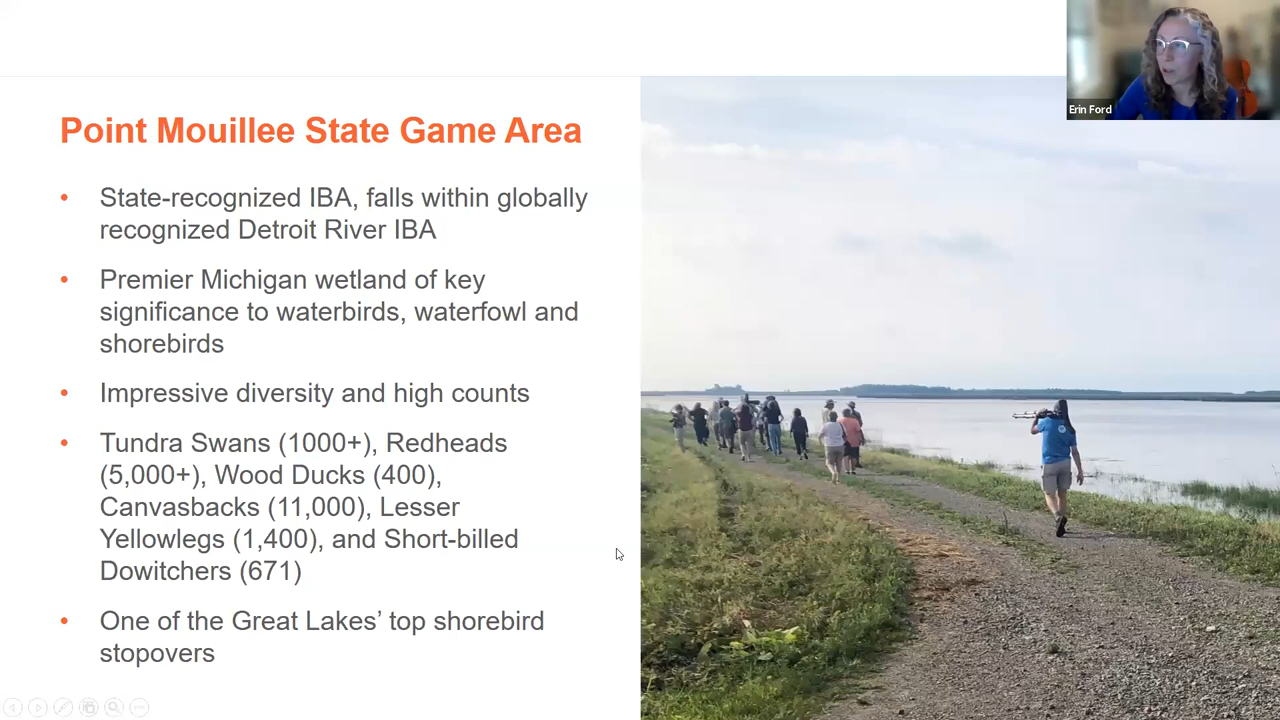 Point Mouillee State Game Area
• State-recognized IBA, falls within globally
recognized Detroit River IBA
• Premier Michigan wetland of key
significance to waterbirds, waterfowl and
shorebirds
• Impressive diversity and high counts
• Tundra Swans (1000+), Redheads
(5,000+), Wood Ducks (400),
Canvasbacks (11,000), Lesser
Yellowlegs (1,400), and Short-billed
Dowitchers (671)
• One of the Great Lakes’ top shorebird
stopovers
Erin Ford